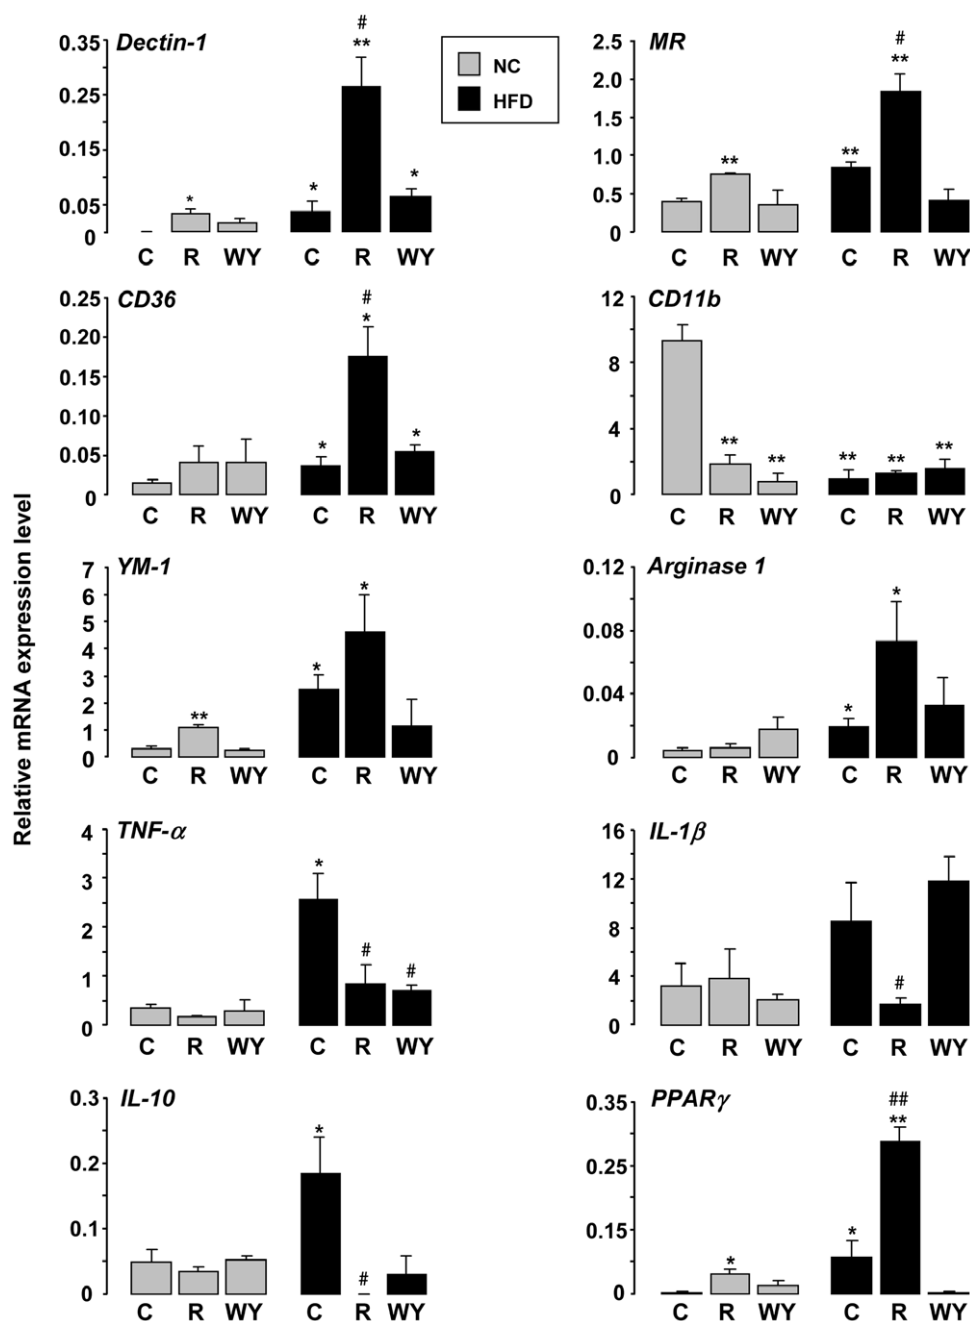 Relative mRNA expression level
NC
HFD
Dectin-1
#
**
0.35
0.25
* * *
0.05
0
C R WY C R WY
MR
#
**
2.5
2.0
1.5
** **
1.0
0.5
0
C R WY C R WY
CD36
#
*
0.25
0.20
0.15
0.10
* *
0.05
0
C R WY C R WY
CD11b
12
8
4
** ** ** ** **
0
C R WY C R WY
YM-1
*
7
6
5
4
*
3
2
**
1
0
C R WY C R WY
Arginase 1
*
0.12
0.08
0.04
*
0
C R WY C R WY
TNF-α
*
4
3
2
# #
1
0
C R WY C R WY
IL-1β
16
12
8
4
#
0
C R WY C R WY
IL-10
*
0.3
0.2
0.1
#
0
C R WY C R WY
PPARγ
##
**
0.35
0.25
0.15
* *
0
C R WY C R WY